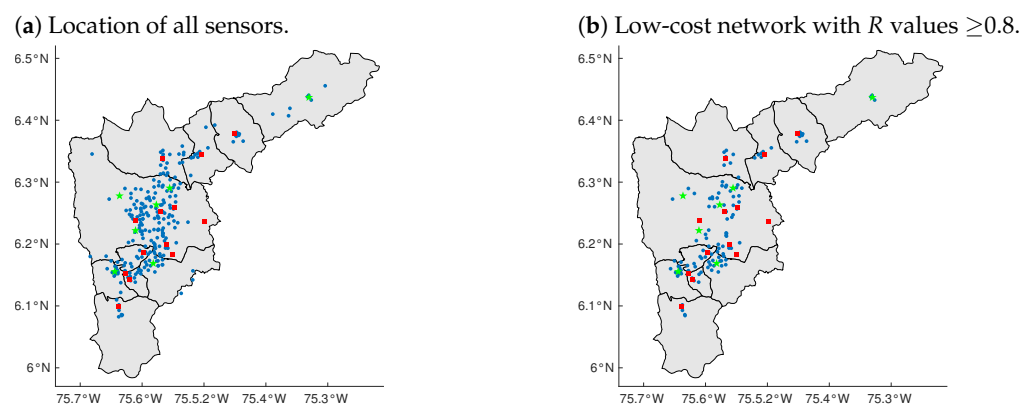 (a) Location of all sensors.
(b) Low-cost network with R values ≥0.8.
6.5°N
6.4°N
6.3°N
6.2°N
6.1°N
6°N
75.7°W 75.6°W 75.5.2°W 75.4°W 75.3°W
6.5°N
6.4°N
6.3°N
6.2°N
6.1°N
6°N
75.7°W 75.6°W 75.5.2°W 75.4°W 75.3°W